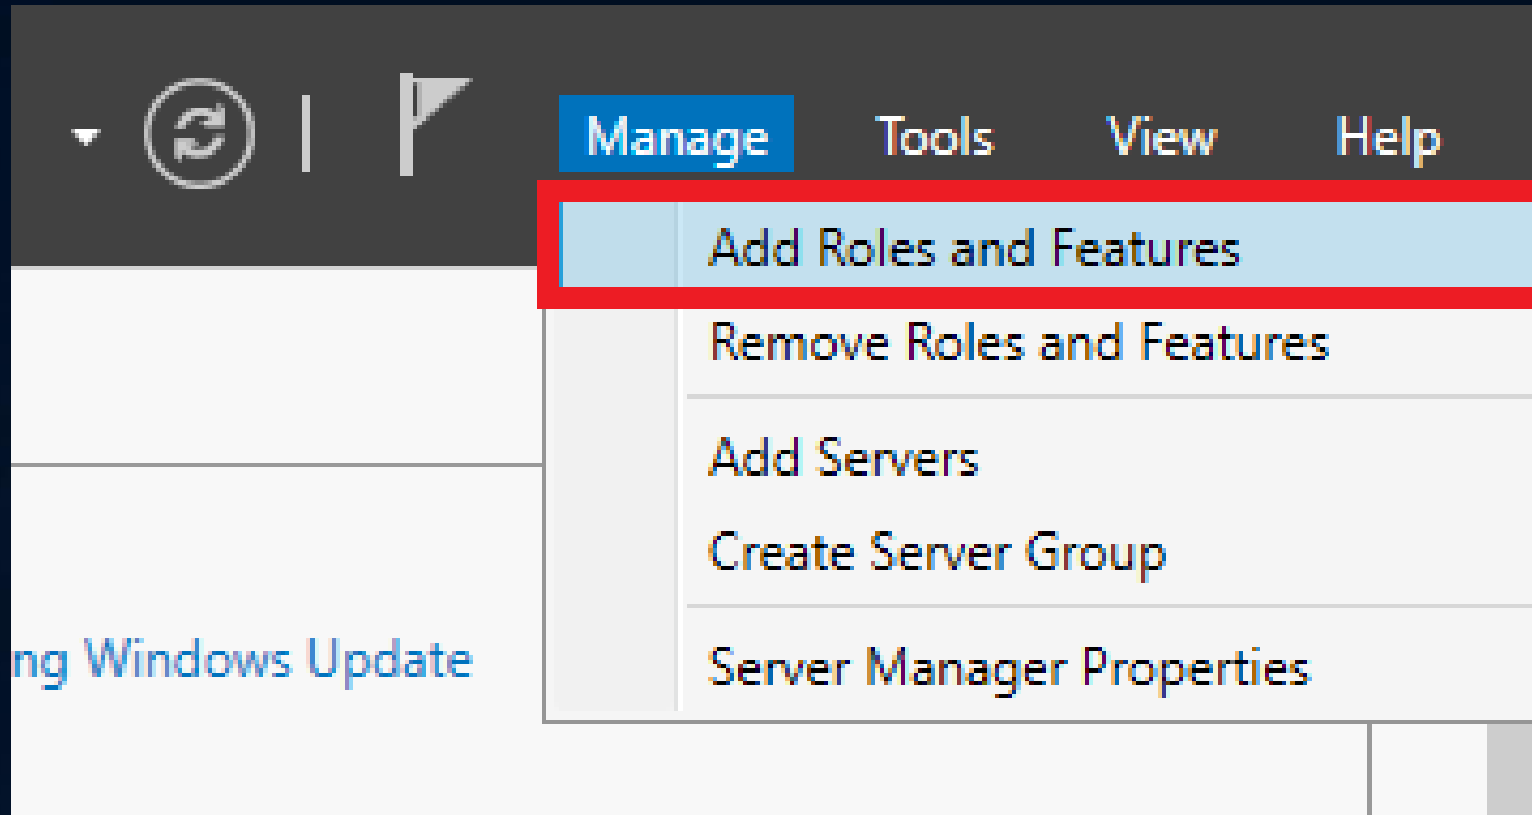 Manage Tools View Help
Add Roles and Features
Remove Roles and Features
Add Servers
Create Server Group
ng Windows Update
Server Manager Properties